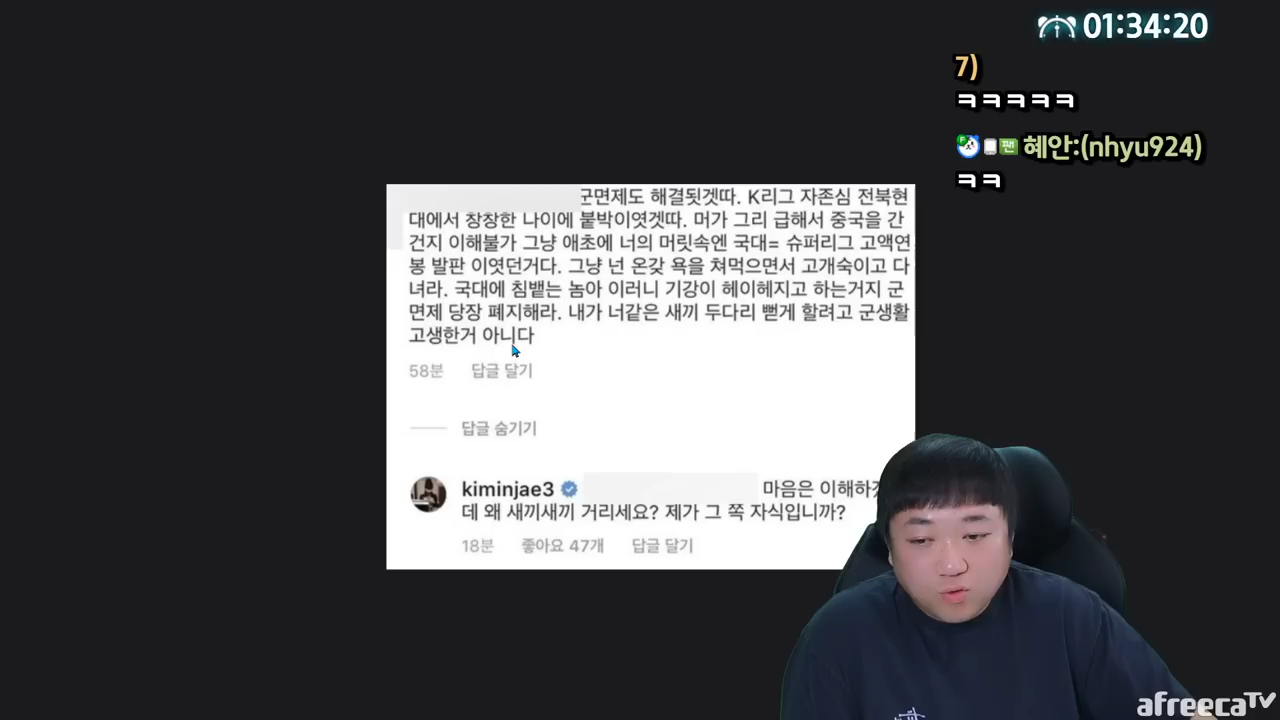 01:34:20
7)
ㅋㅋㅋㅋㅋ
팬 혜안:(nhyu924)
ㅋㅋ
군면제도 해결됫겟따. K리그 자존심 전북현
대에서 창창한 나이에 붙박이엿겟따. 머가 그리 급해서 중국을 간
건지 이해불가 그냥 애초에 너의 머릿속엔 국대= 슈퍼리그 고액연
봉 발판 이엿던거다. 그냥 넌 온갖 욕을 쳐먹으면서 고개숙이고 다
녀라. 국대에 침뱉는 놈아 이러니 기강이 헤이헤지고 하는거지 군
면제 당장 폐지해라. 내가 너같은 새끼 두다리 뻗게 할려고 군생활
고생한거 아니다
58분 답글 달기
답글 숨기기
kiminjae3 마음은 이해하
데 왜 새끼새끼 거리세요? 제가 그 쪽 자식입니까?
18분 좋아요 47개 답글 달기
afreecaTV